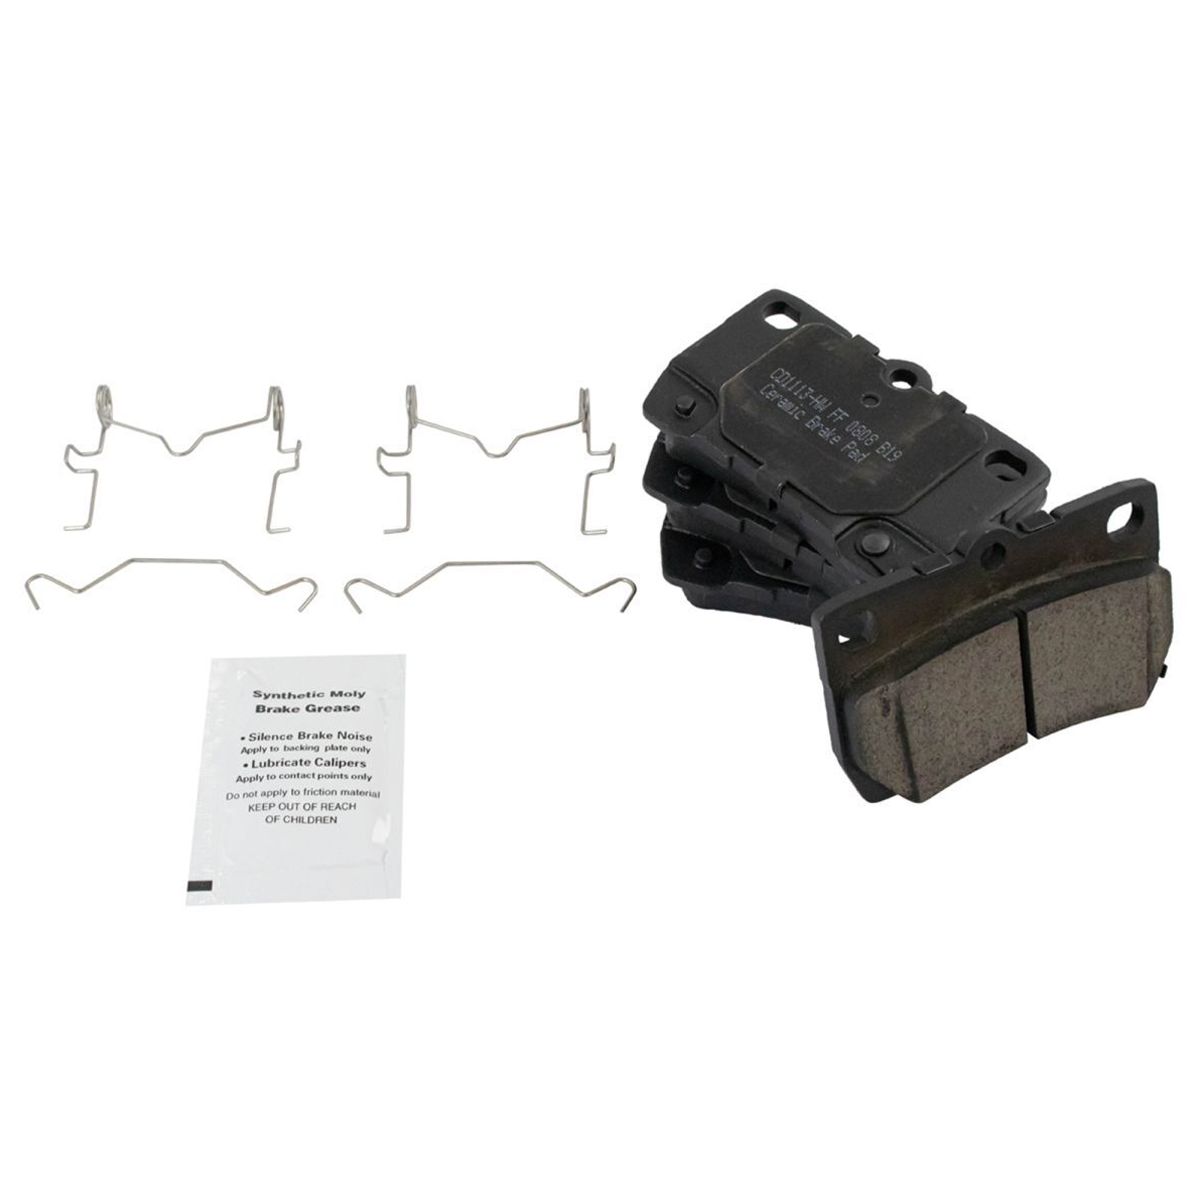 CD1113-HW FF 0808 B19
Ceramic Brake Pad
Synthetic Moly
Brake Grease
• Silence Brake Noise
Apply to backing plate only
• Lubricate Calipers
Apply to contact points only
Do not apply to friction material
KEEP OUT OF REACH
OF CHILDREN